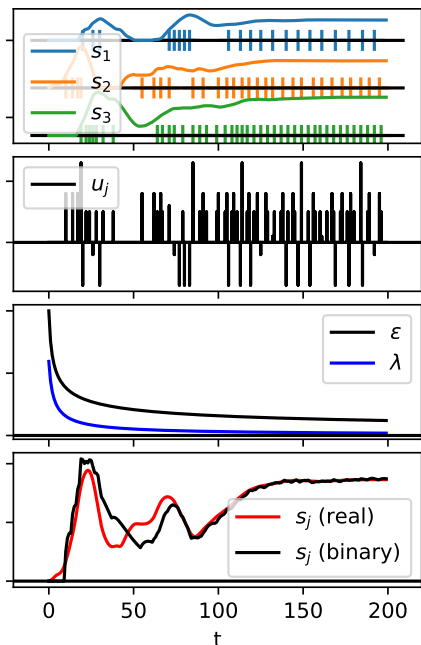 s₁
s₂
s₃
uⱼ
ε
λ
sⱼ (real)
sⱼ (binary)
0 50 100 150 200
t